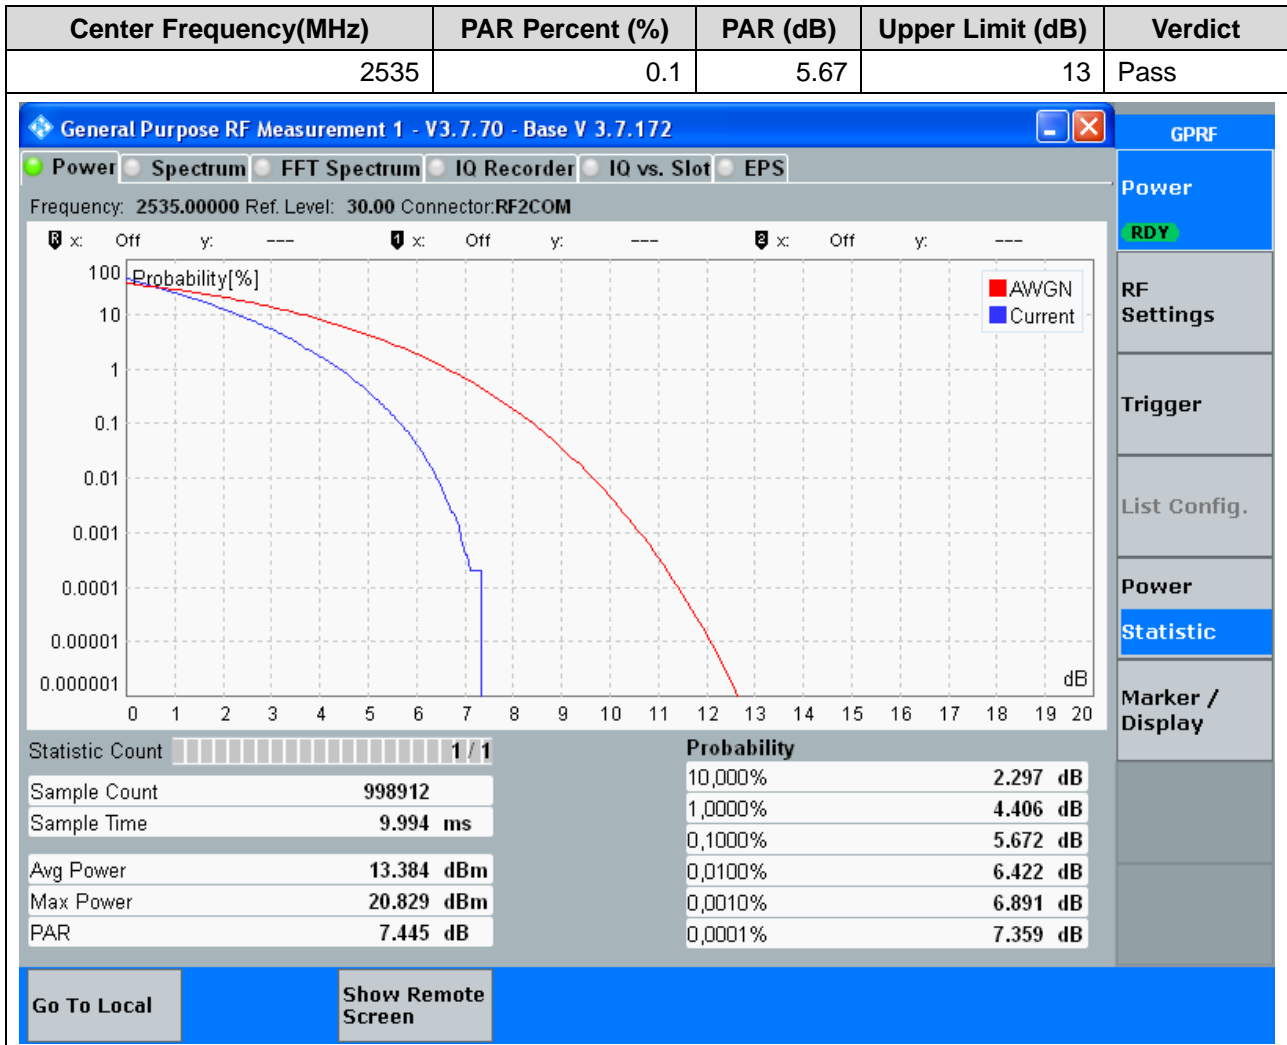 Center Frequency(MHz) PAR Percent (%) PAR (dB) Upper Limit (dB) Verdict
2535 0.1 5.67 13 Pass
General Purpose RF Measurement 1 - V3.7.70 - Base V 3.7.172
GPRF
Power Spectrum FFT Spectrum IQ Recorder IQ vs. Slot EPS
Frequency: 2535.00000 Ref. Level: 30.00 Connector:RF2COM
R x: Off y: --- 1 x: Off y: --- 2 x: Off y: ---
Probability[%]
AWGN
Current
100
10
1
0.1
0.01
0.001
0.0001
0.00001
0.000001
dB
0 1 2 3 4 5 6 7 8 9 10 11 12 13 14 15 16 17 18 19 20
Statistic Count 1 / 1
Sample Count 998912
Sample Time 9.994 ms
Avg Power 13.384 dBm
Max Power 20.829 dBm
PAR 7.445 dB
Probability
10,000% 2.297 dB
1,0000% 4.406 dB
0,1000% 5.672 dB
0,0100% 6.422 dB
0,0010% 6.891 dB
0,0001% 7.359 dB
Power
RDY
RF
Settings
Trigger
List Config.
Power
Statistic
Marker /
Display
Go To Local
Show Remote
Screen